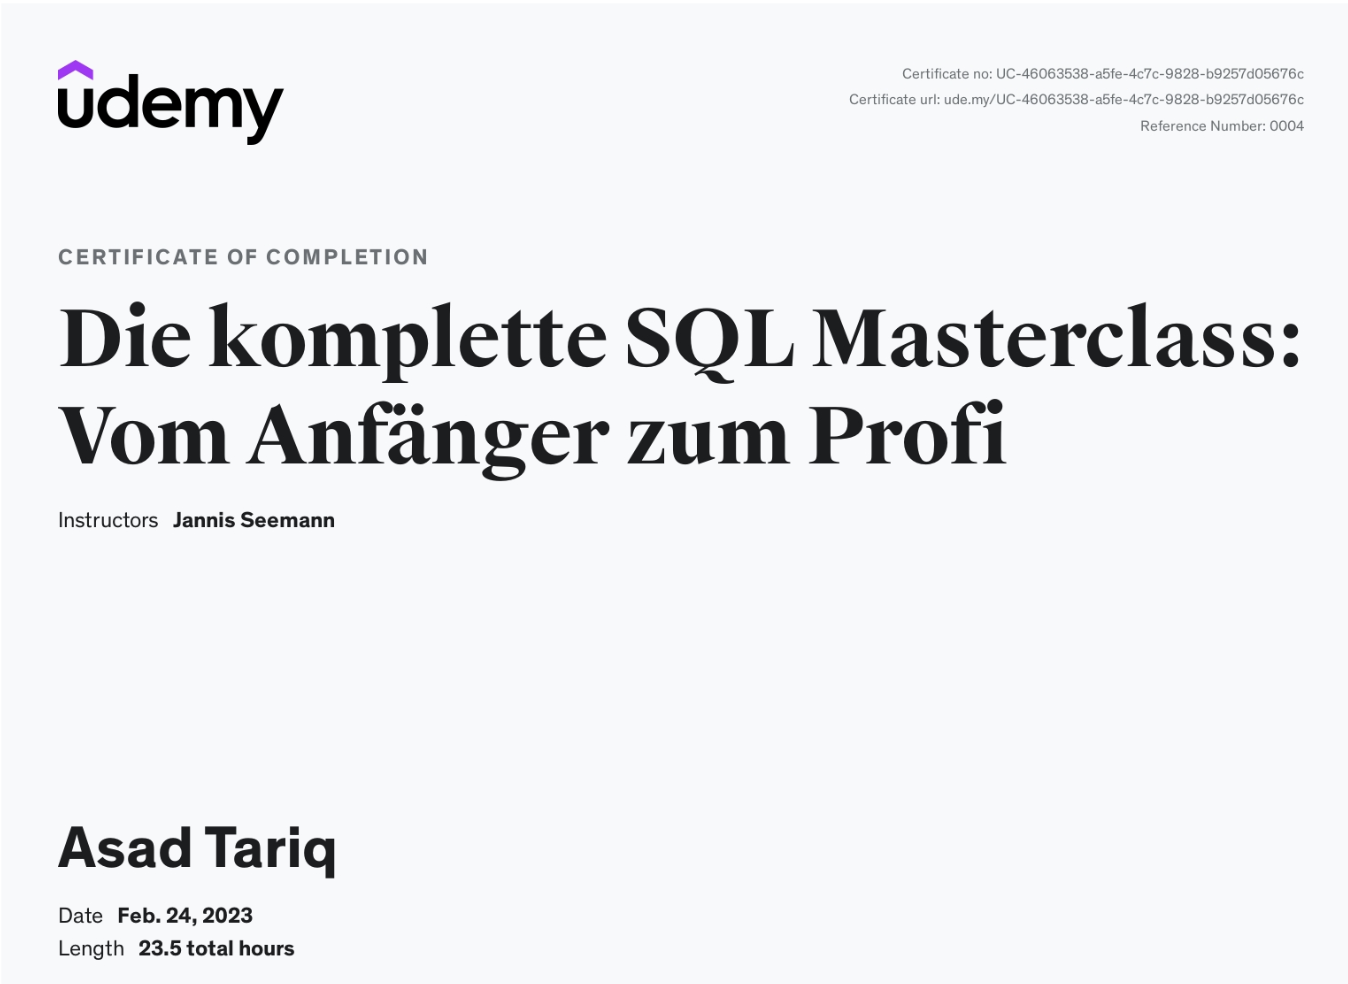 udemy
Certificate no: UC-46063538-a5fe-4c7c-9828-b9257d05676c
Certificate url: ude.my/UC-46063538-a5fe-4c7c-9828-b9257d05676c
Reference Number: 0004
CERTIFICATE OF COMPLETION
Die komplette SQL Masterclass:
Vom Anfänger zum Profi
Instructors Jannis Seemann
Asad Tariq
Date Feb. 24, 2023
Length 23.5 total hours